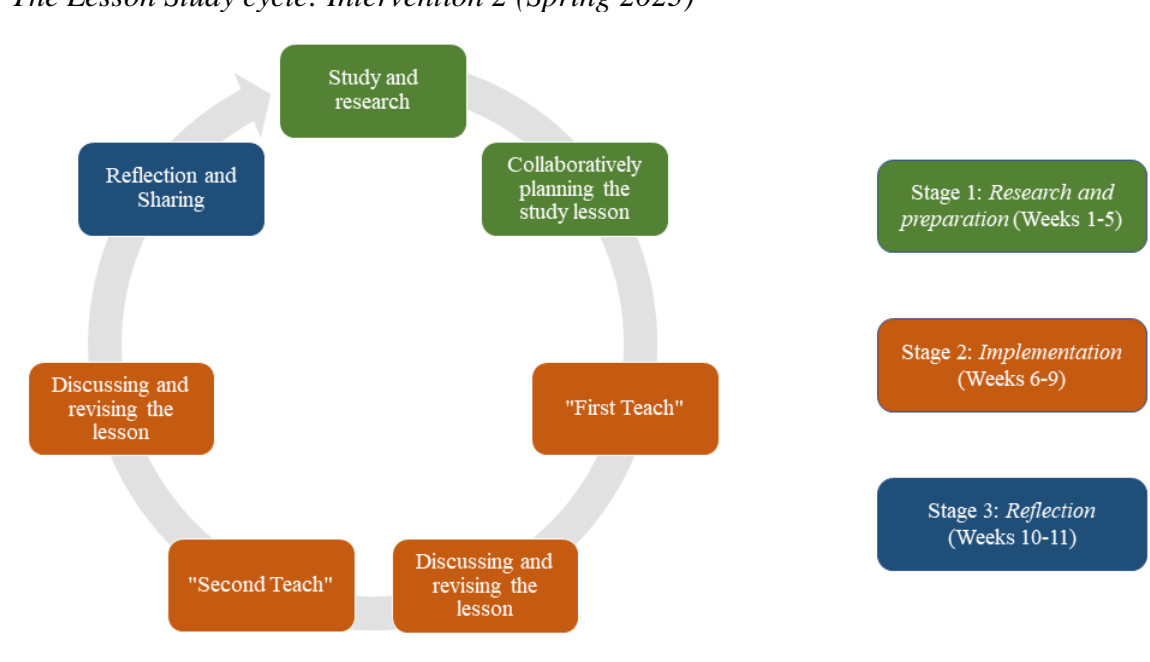 The Lesson Study cycle: Intervention 2 (Spring 2023)
Study and
research
Collaboratively
planning the
study lesson
"First Teach"
Discussing and
revising the
lesson
"Second Teach"
Discussing and
revising the
lesson
Reflection and
Sharing
Stage 1: Research and
preparation (Weeks 1-5)
Stage 2: Implementation
(Weeks 6-9)
Stage 3: Reflection
(Weeks 10-11)